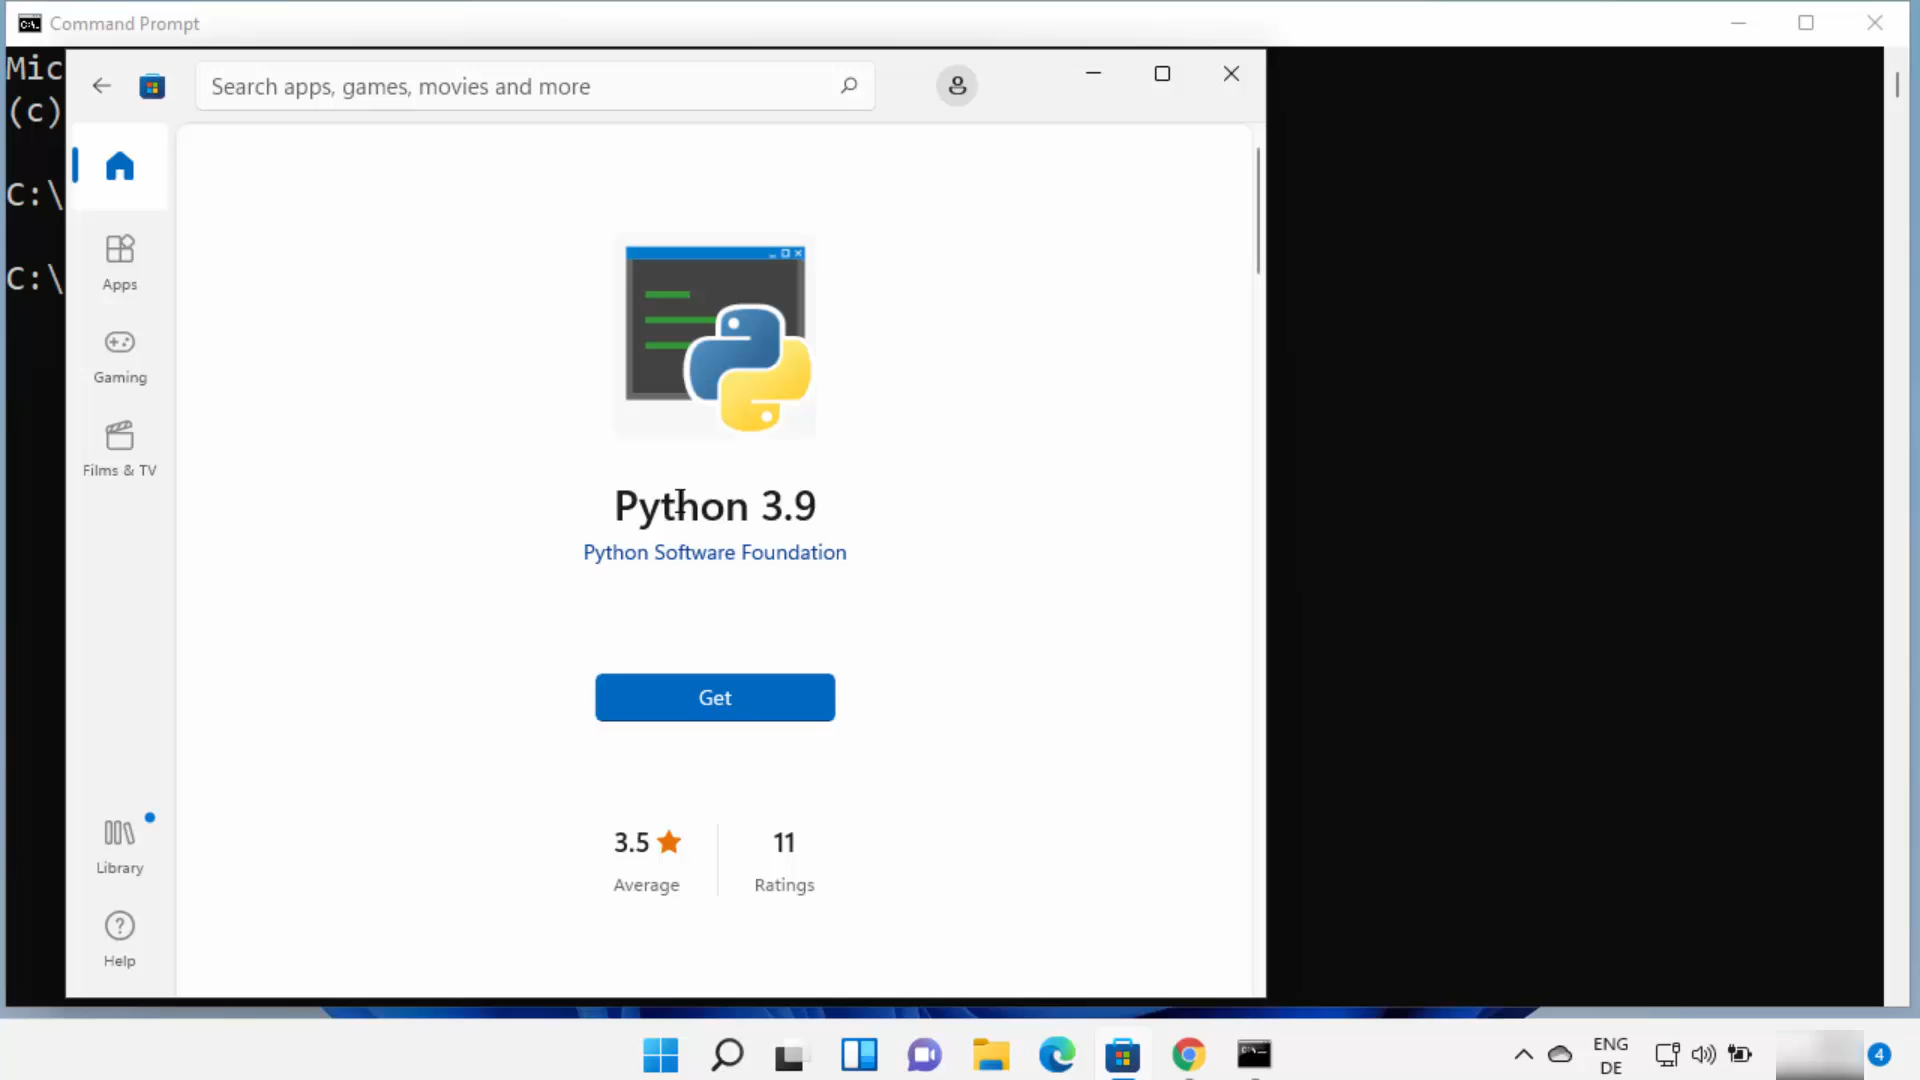 Command Prompt
Mic
(c)
C:\
C:\
Search apps, games, movies and more
Apps
Gaming
Films & TV
Python 3.9
Python Software Foundation
Get
3.5
11
Average
Ratings
Library
Help
ENG
DE
4